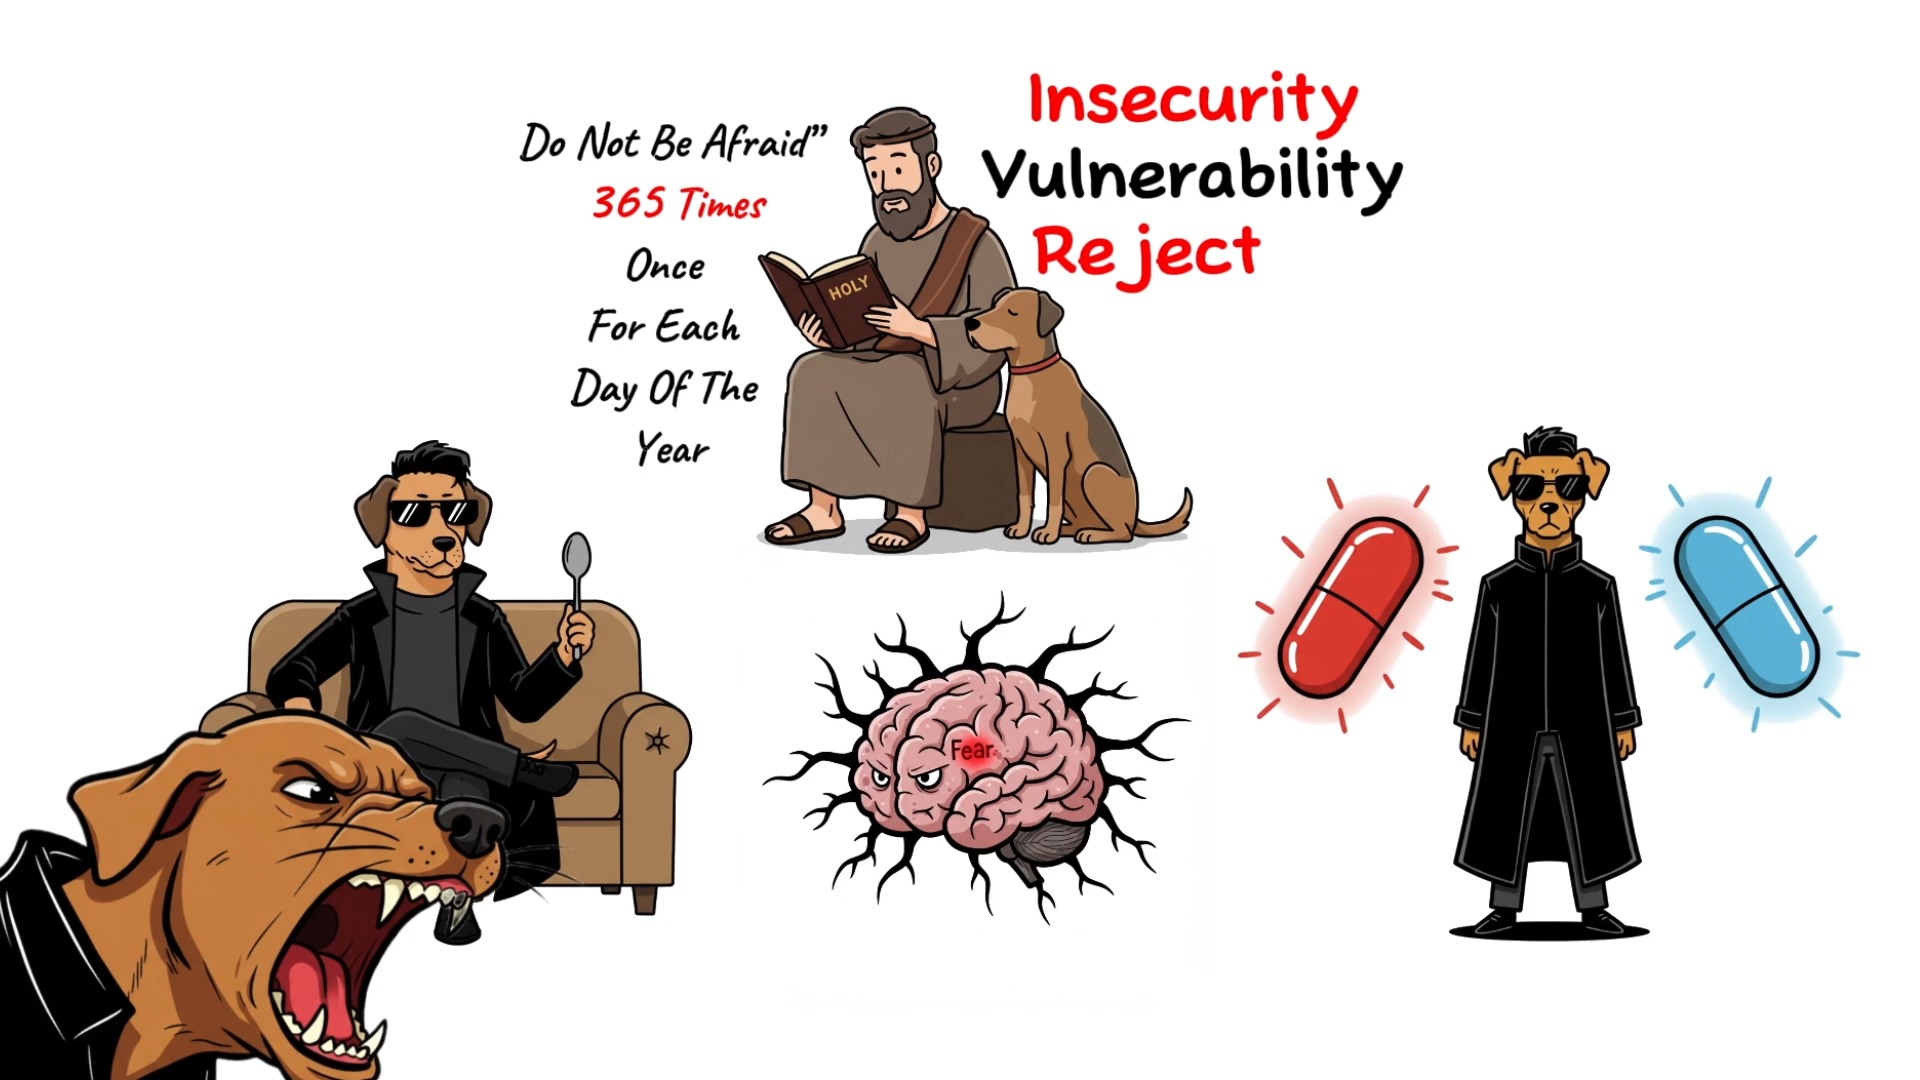 Do Not Be Afraid”
365 Times
Once
For Each
Day Of The
Year
Insecurity
Vulnerability
Reject
HOLY
Fear